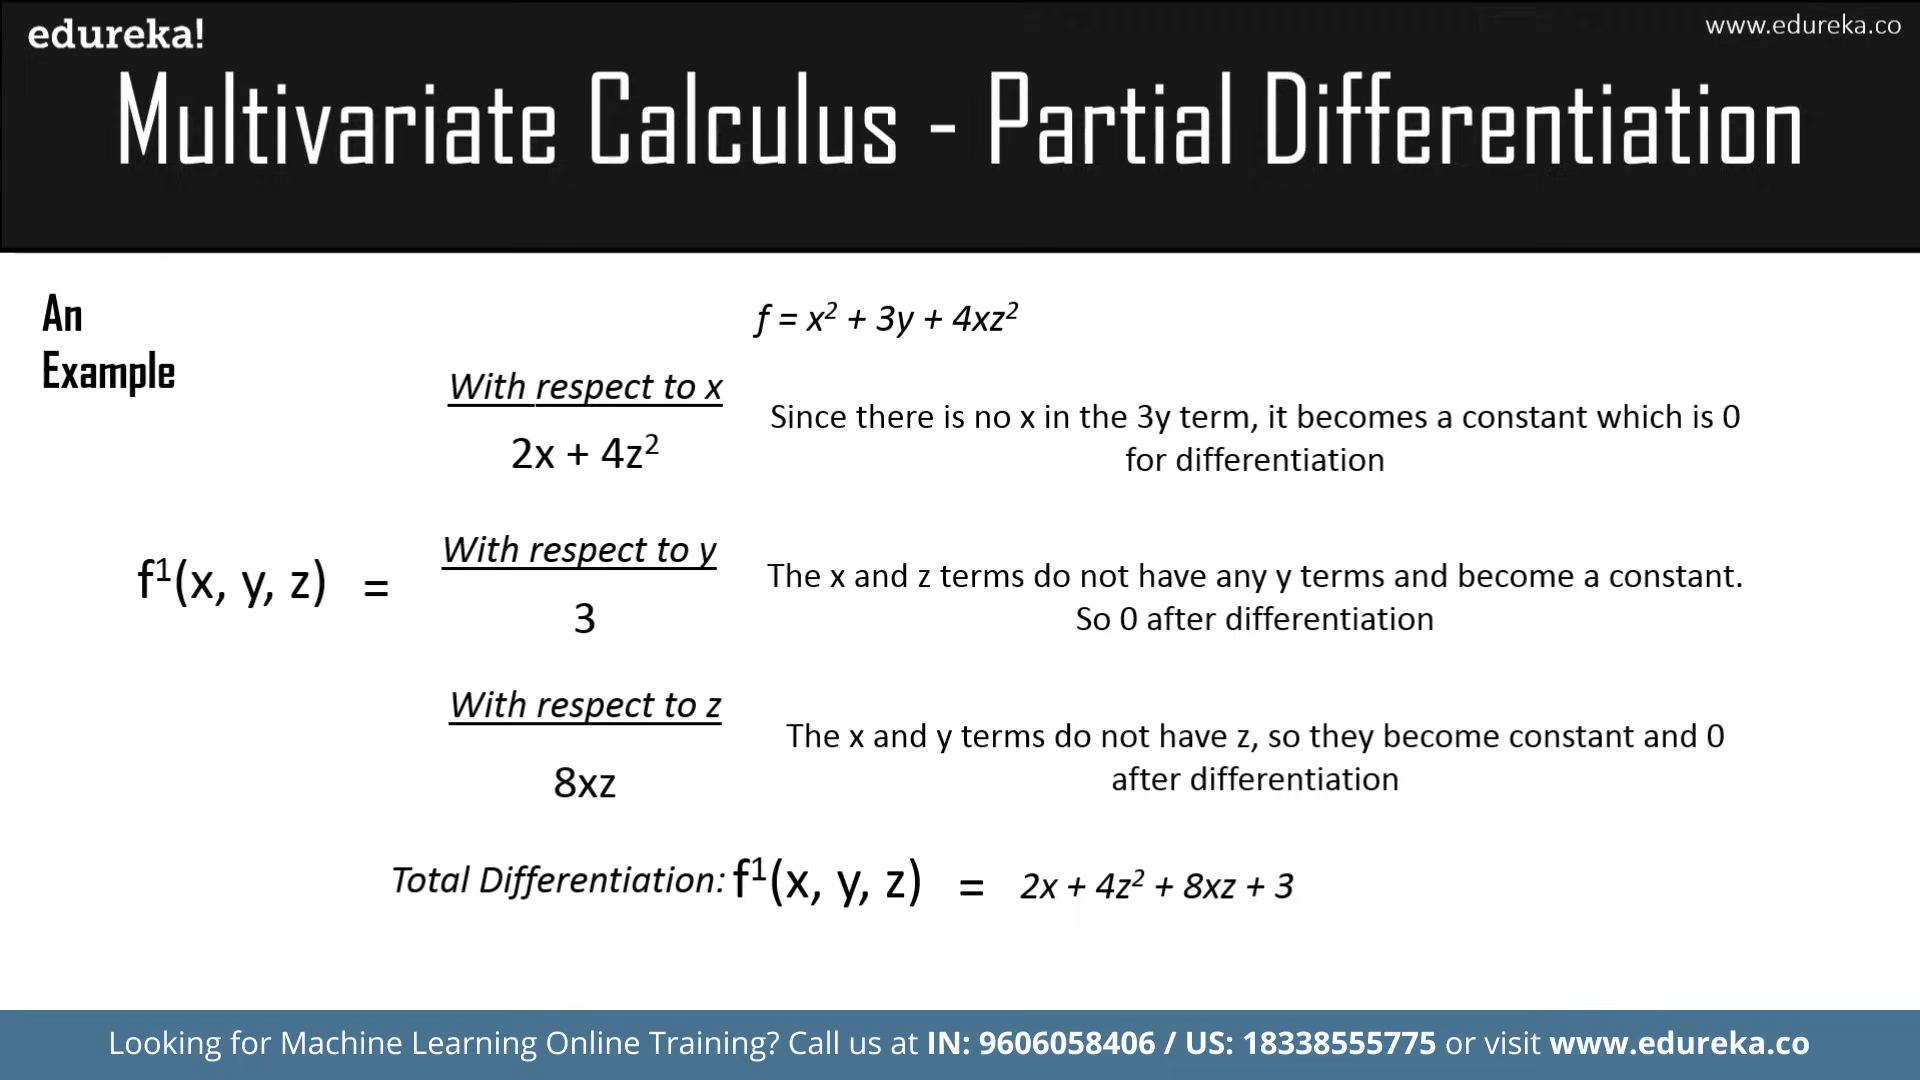 edureka!
www.edureka.co
Multivariate Calculus - Partial Differentiation
An
Example
f = x² + 3y + 4xz²
With respect to x
2x + 4z²
Since there is no x in the 3y term, it becomes a constant which is 0
for differentiation
f¹(x, y, z) =
With respect to y
3
The x and z terms do not have any y terms and become a constant.
So 0 after differentiation
With respect to z
8xz
The x and y terms do not have z, so they become constant and 0
after differentiation
Total Differentiation: f¹(x, y, z) = 2x + 4z² + 8xz + 3
Looking for Machine Learning Online Training? Call us at IN: 9606058406 / US: 18338555775 or visit www.edureka.co